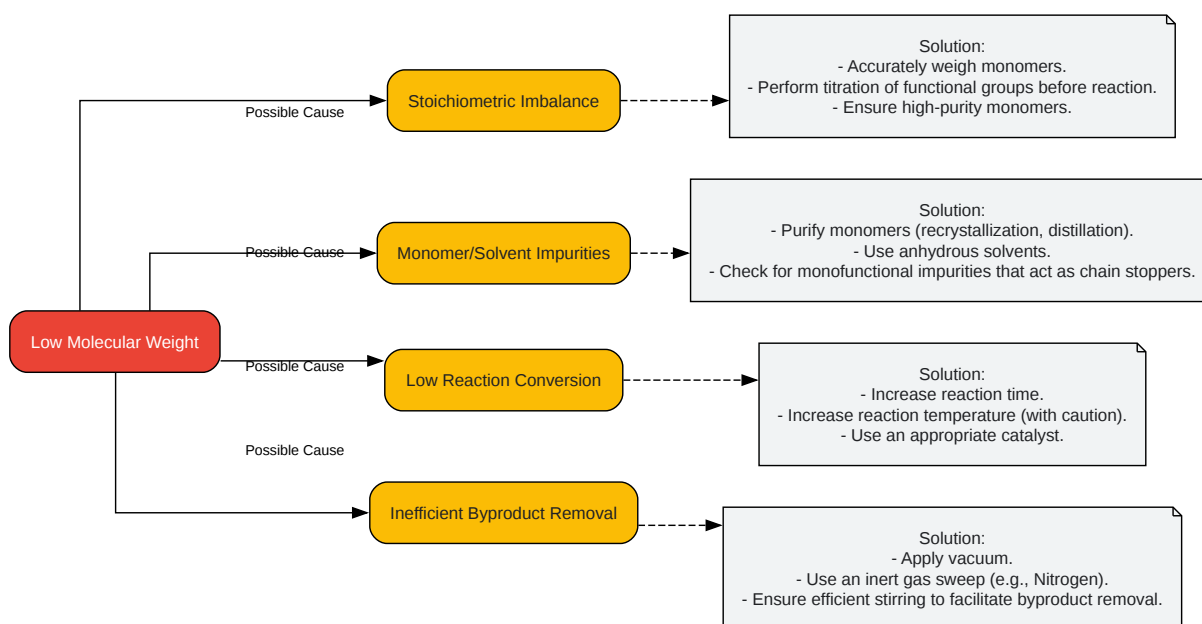 Low Molecular Weight
Possible Cause
Stoichiometric Imbalance
Solution:
- Accurately weigh monomers.
- Perform titration of functional groups before reaction.
- Ensure high-purity monomers.
Possible Cause
Monomer/Solvent Impurities
Solution:
- Purify monomers (recrystallization, distillation).
- Use anhydrous solvents.
- Check for monofunctional impurities that act as chain stoppers.
Possible Cause
Low Reaction Conversion
Solution:
- Increase reaction time.
- Increase reaction temperature (with caution).
- Use an appropriate catalyst.
Possible Cause
Inefficient Byproduct Removal
Solution:
- Apply vacuum.
- Use an inert gas sweep (e.g., Nitrogen).
- Ensure efficient stirring to facilitate byproduct removal.